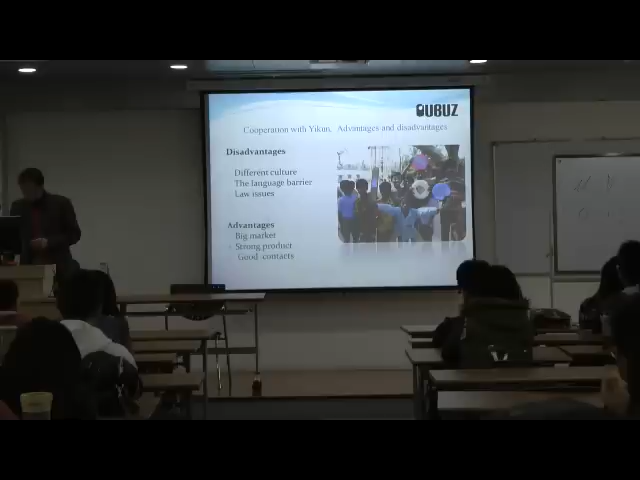 QUBUZ
Cooperation with Yikun, Advantages and disadvantages
Disadvantages
Different culture
The language barrier
Law issues
Advantages
Big market
Strong product
Good contacts